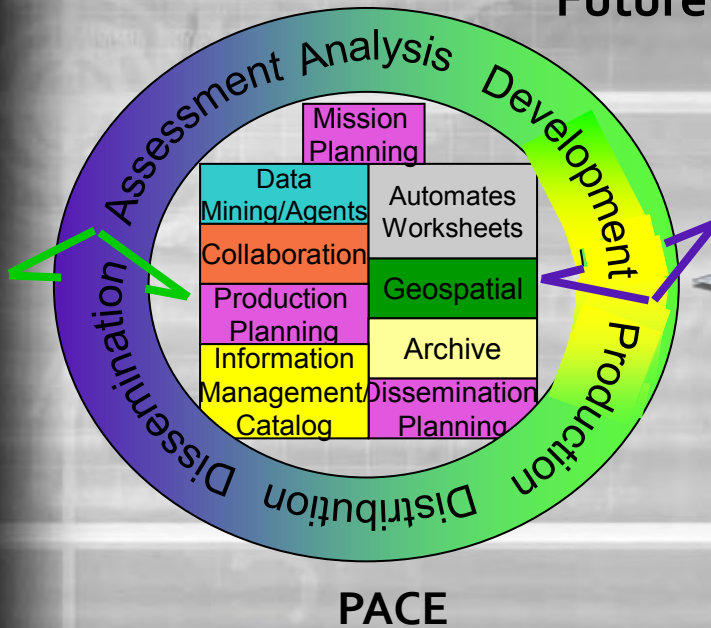 Future
Assessment Analysis Development Production Distribution Dissemination
Mission
Planning
Data
Mining/Agents
Automates
Worksheets
Collaboration
Geospatial
Production
Planning
Archive
Information
Management/
Catalog
Dissemination
Planning
PACE